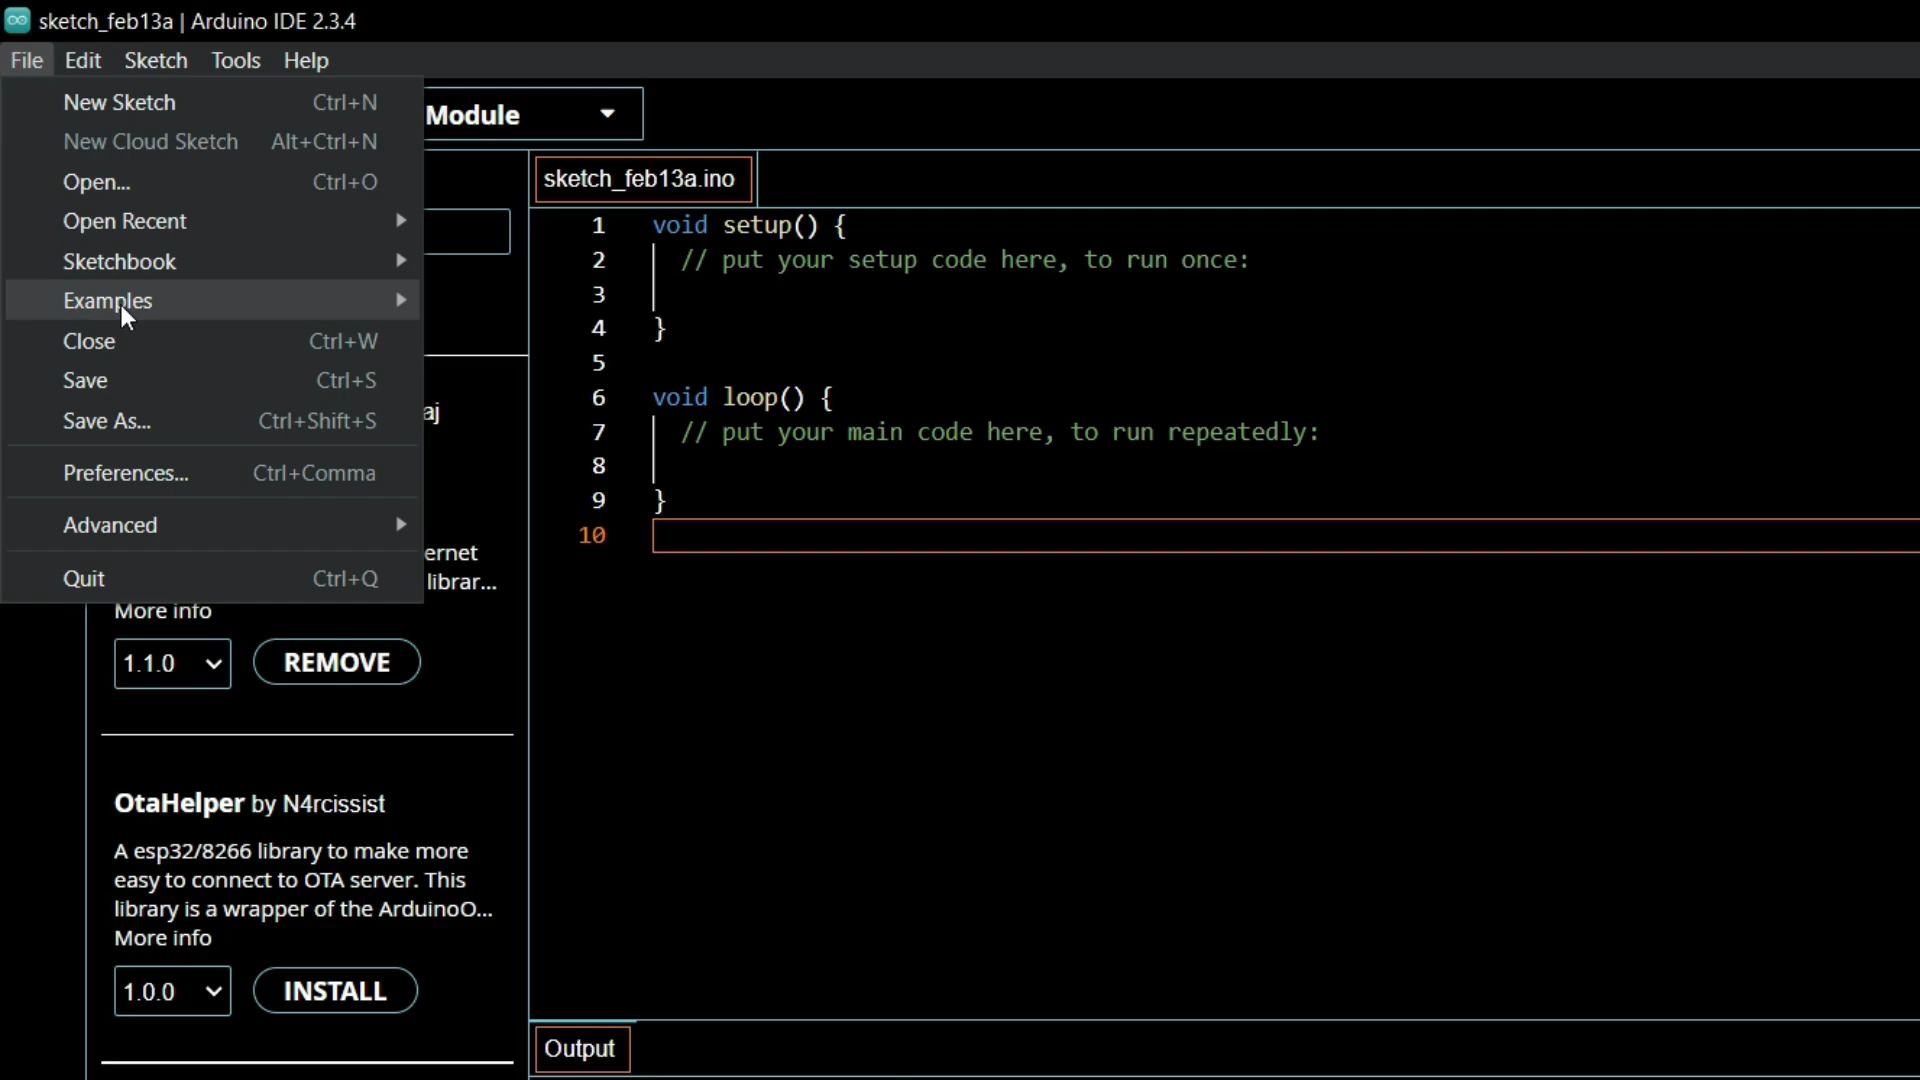 sketch_feb13a | Arduino IDE 2.3.4
File Edit Sketch Tools Help
New Sketch Ctrl+N
New Cloud Sketch Alt+Ctrl+N
Open... Ctrl+O
Open Recent
Sketchbook
Examples
Close Ctrl+W
Save Ctrl+S
Save As... Ctrl+Shift+S
Preferences... Ctrl+Comma
Advanced
Quit Ctrl+Q
Module
aj
ernet
librar...
More info
1.1.0 REMOVE
OtaHelper by N4rcissist
A esp32/8266 library to make more
easy to connect to OTA server. This
library is a wrapper of the ArduinoO...
More info
1.0.0 INSTALL
sketch_feb13a.ino
1 void setup() {
2 // put your setup code here, to run once:
3
4 }
5
6 void loop() {
7 // put your main code here, to run repeatedly:
8
9 }
10
Output